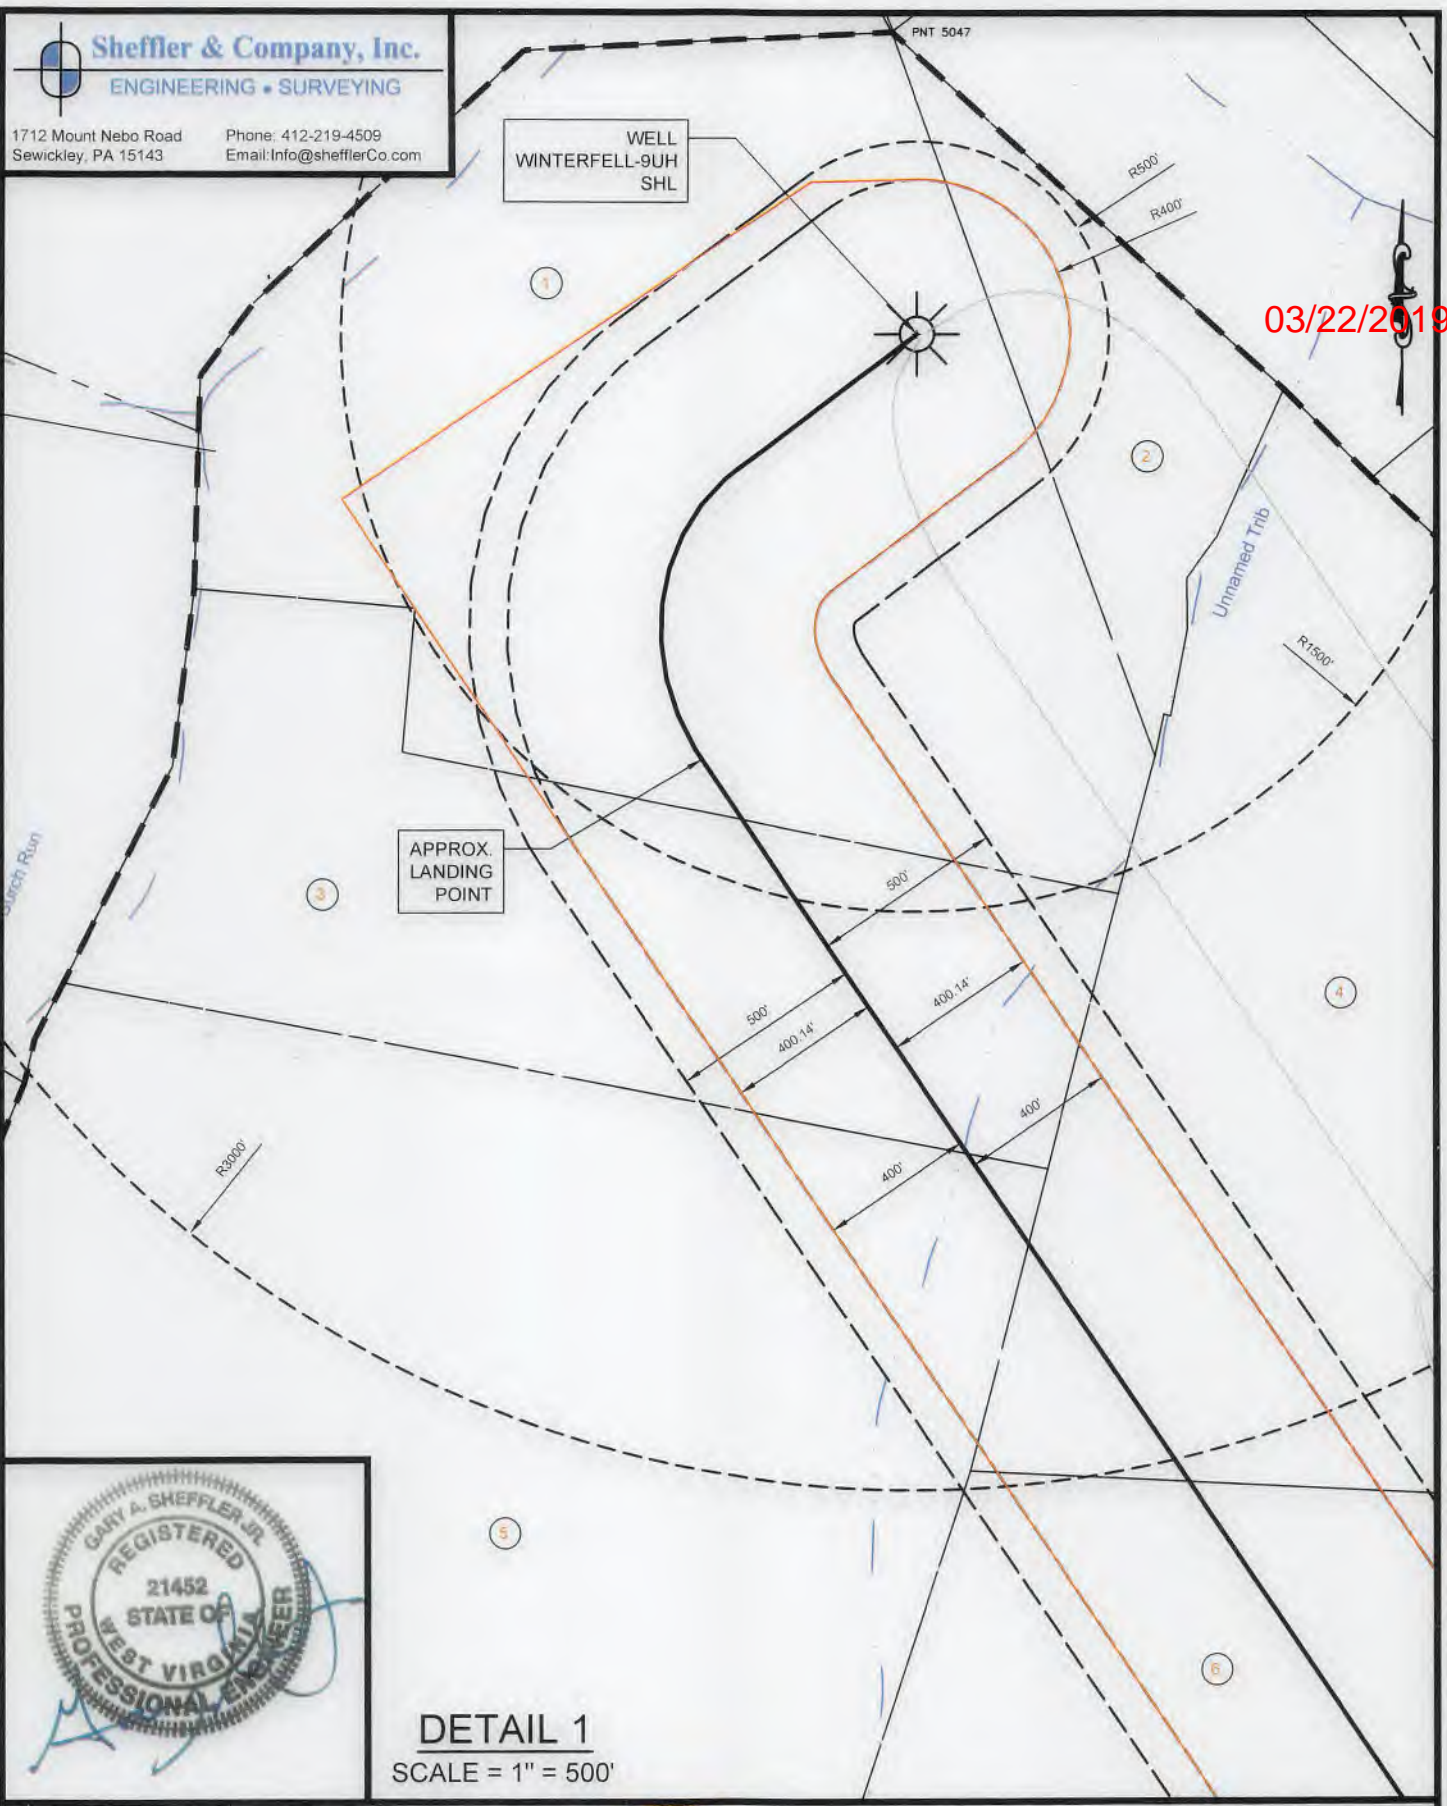 Sheffler & Company, Inc.
ENGINEERING • SURVEYING
1712 Mount Nebo Road
Sewickley, PA 15143
Phone: 412-219-4509
Email:Info@shefflerCo.com
PNT 5047
WELL
WINTERFELL-9UH
SHL
R500'
R400'
03/22/2019
1
2
Unnamed Trib
R1500'
APPROX.
LANDING
POINT
Run
3
500'
400.14'
4
500'
400.14'
400'
400'
R3000'
5
6
GARY A. SHEFFLER JR.
REGISTERED
21452
STATE OF
WEST VIRGINIA
PROFESSIONAL ENGINEER
DETAIL 1
SCALE = 1" = 500'